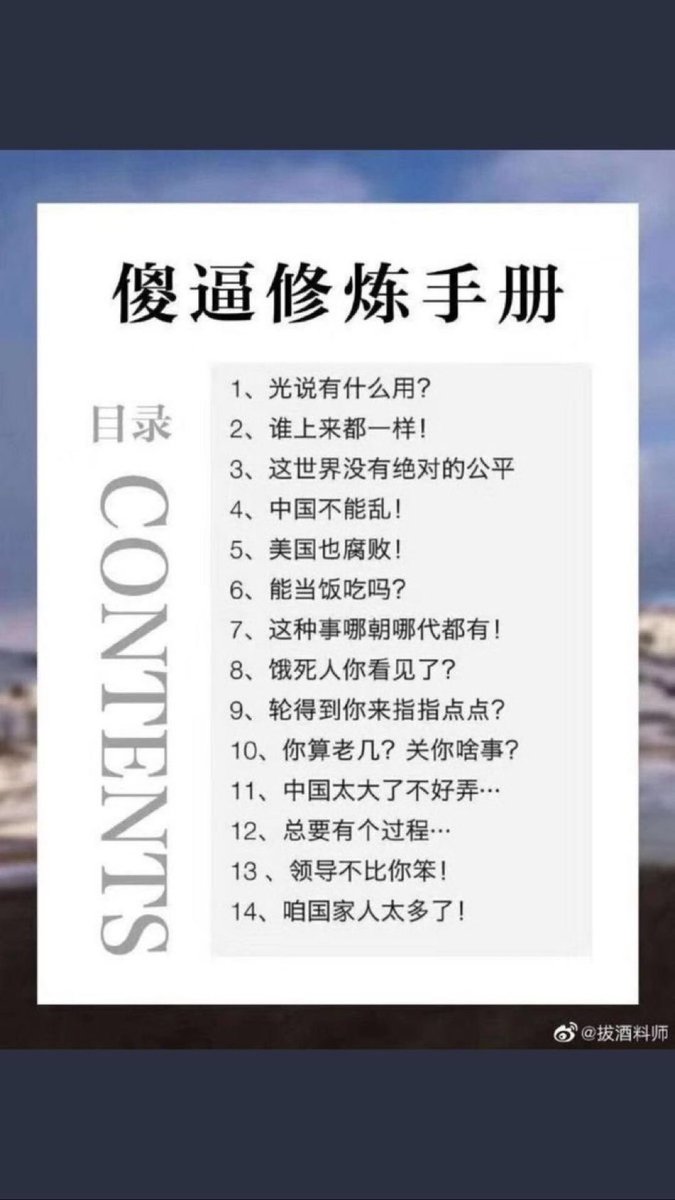 傻逼修炼手册
目录
CONTENTS
1、光说有什么用？
2、谁上来都一样！
3、这世界没有绝对的公平
4、中国不能乱！
5、美国也腐败！
6、能当饭吃吗？
7、这种事哪朝哪代都有！
8、饿死人你看见了？
9、轮得到你来指指点点？
10、你算老几？关你啥事？
11、中国太大了不好弄…
12、总要有个过程…
13 、领导不比你笨！
14、咱国家人太多了！
@拔酒料师